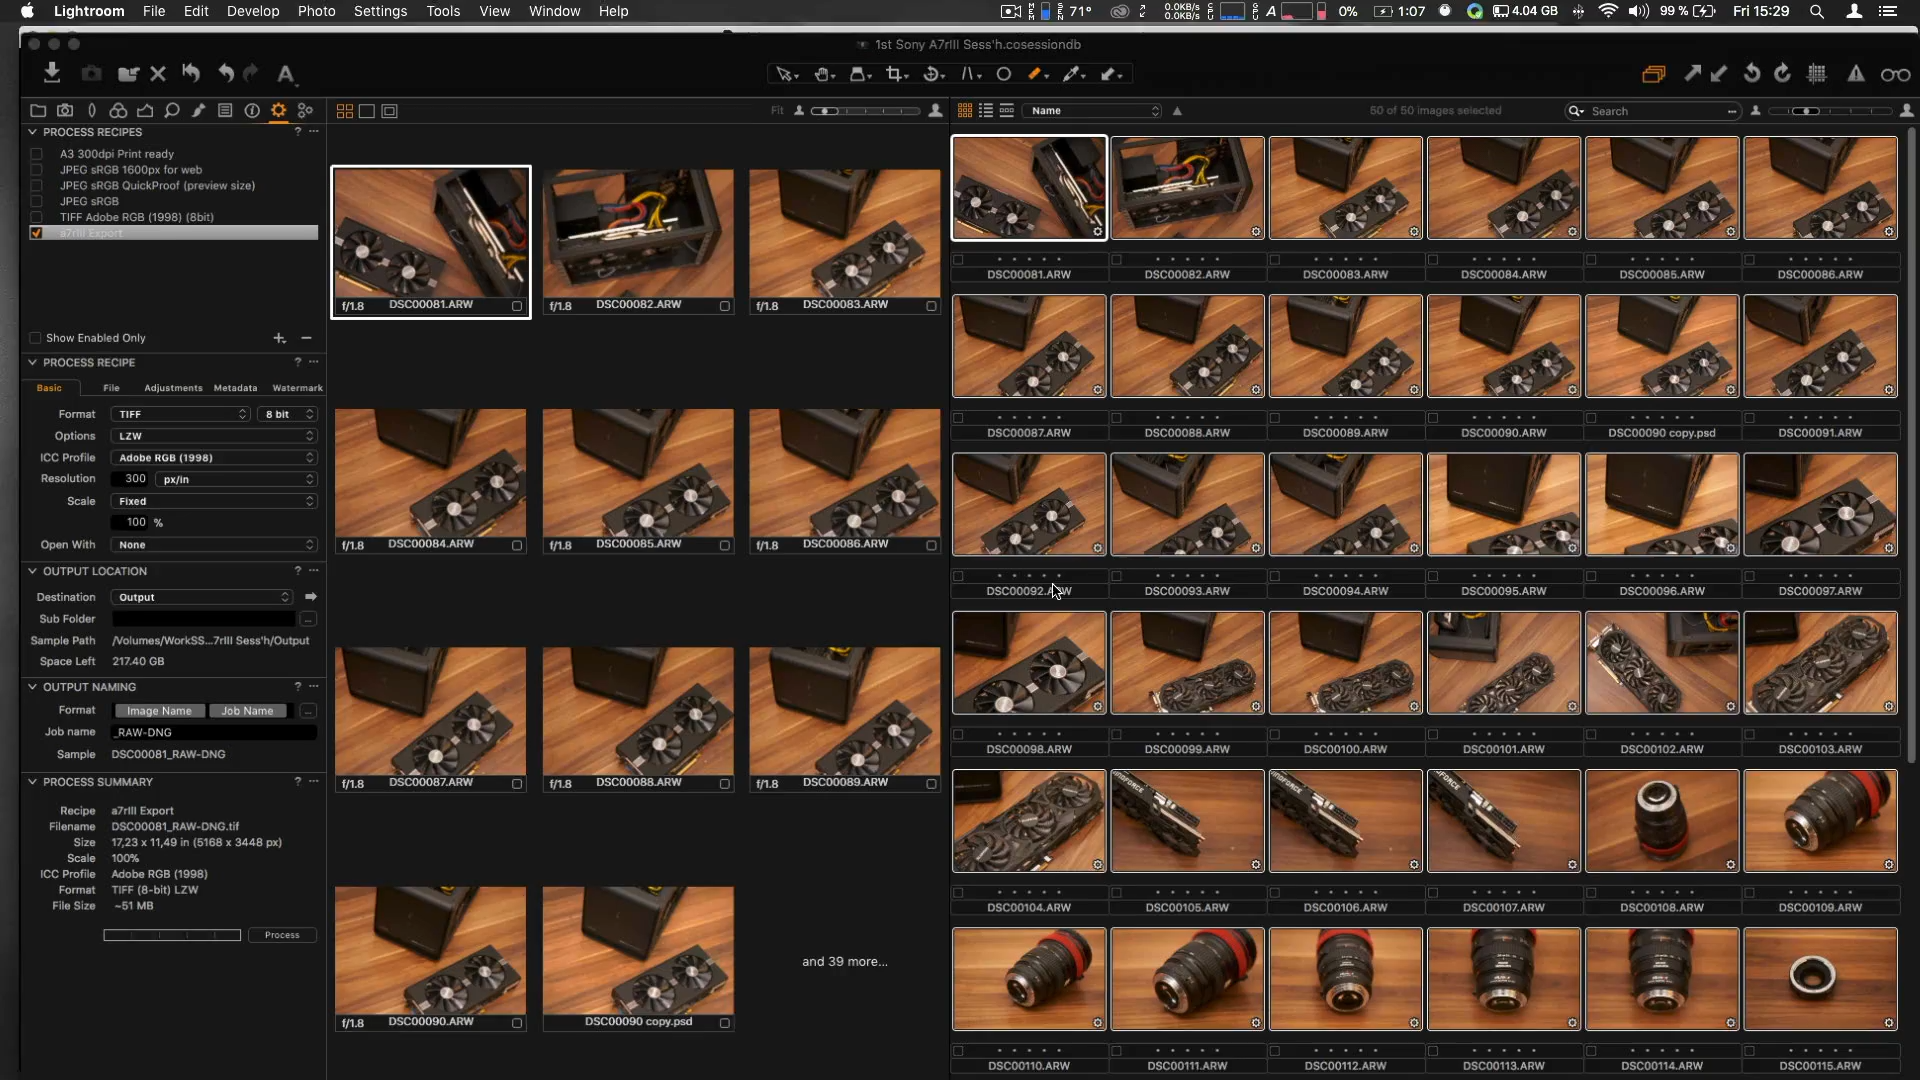 Lightroom File Edit Develop Photo Settings Tools View Window Help
71° 0.0KB/s 0.0KB/s 0% 1:07 4.04 GB 99 % Fri 15:29
1st Sony A7rIII Sess'h.cosessiondb
Fit
Name
50 of 50 images selected
Search
PROCESS RECIPES
A3 300dpi Print ready
JPEG sRGB 1600px for web
JPEG sRGB QuickProof (preview size)
JPEG sRGB
TIFF Adobe RGB (1998) (8bit)
a7rIII Export
Show Enabled Only
PROCESS RECIPE
Basic File Adjustments Metadata Watermark
Format TIFF 8 bit
Options LZW
ICC Profile Adobe RGB (1998)
Resolution 300 px/in
Scale Fixed
100 %
Open With None
OUTPUT LOCATION
Destination Output
Sub Folder
Sample Path /Volumes/WorkSS...7rIII Sess'h/Output
Space Left 217.40 GB
OUTPUT NAMING
Format Image Name Job Name
Job name _RAW-DNG
Sample DSC00081_RAW-DNG
PROCESS SUMMARY
Recipe a7rIII Export
Filename DSC00081_RAW-DNG.tif
Size 17,23 x 11,49 in (5168 x 3448 px)
Scale 100%
ICC Profile Adobe RGB (1998)
Format TIFF (8-bit) LZW
File Size ~51 MB
Process
f/1.8 DSC00081.ARW
f/1.8 DSC00082.ARW
f/1.8 DSC00083.ARW
f/1.8 DSC00084.ARW
f/1.8 DSC00085.ARW
f/1.8 DSC00086.ARW
f/1.8 DSC00087.ARW
f/1.8 DSC00088.ARW
f/1.8 DSC00089.ARW
f/1.8 DSC00090.ARW
DSC00090 copy.psd
and 39 more...
DSC00081.ARW DSC00082.ARW DSC00083.ARW DSC00084.ARW DSC00085.ARW DSC00086.ARW
DSC00087.ARW DSC00088.ARW DSC00089.ARW DSC00090.ARW DSC00090 copy.psd DSC00091.ARW
DSC00092.ARW DSC00093.ARW DSC00094.ARW DSC00095.ARW DSC00096.ARW DSC00097.ARW
DSC00098.ARW DSC00099.ARW DSC00100.ARW DSC00101.ARW DSC00102.ARW DSC00103.ARW
DSC00104.ARW DSC00105.ARW DSC00106.ARW DSC00107.ARW DSC00108.ARW DSC00109.ARW
DSC00110.ARW DSC00111.ARW DSC00112.ARW DSC00113.ARW DSC00114.ARW DSC00115.ARW